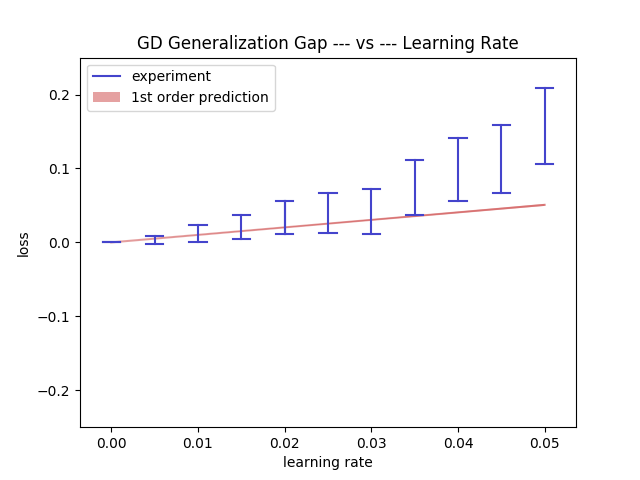 GD Generalization Gap --- vs --- Learning Rate
experiment
1st order prediction
0.2
0.1
0.0
−0.1
−0.2
loss
0.00 0.01 0.02 0.03 0.04 0.05
learning rate